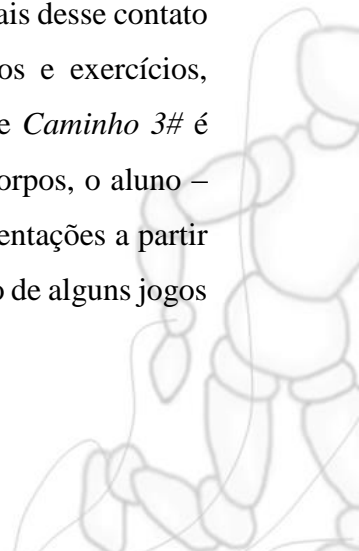 ais desse contato
os e exercícios,
e Caminho 3# é
orpos, o aluno –
entações a partir
o de alguns jogos